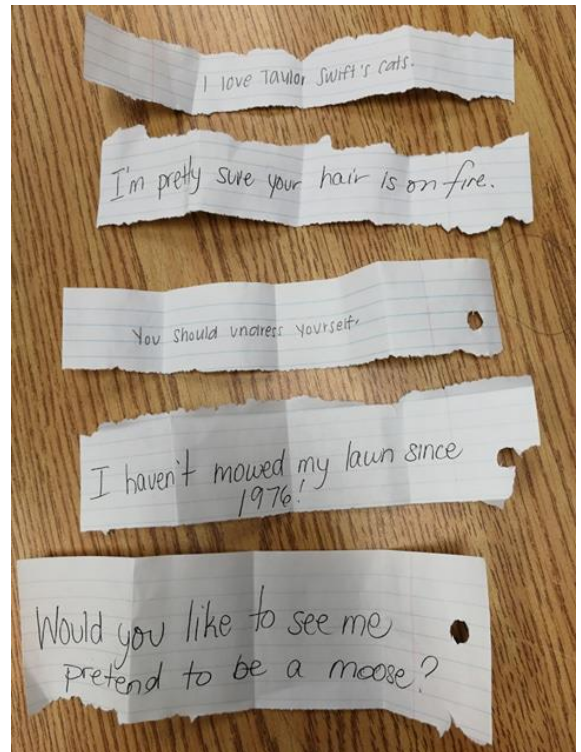 I love Taylor Swift's cats.
I'm pretty sure your hair is on fire.
You should undress yourself.
I haven't mowed my lawn since
1976!
Would you like to see me
pretend to be a moose?